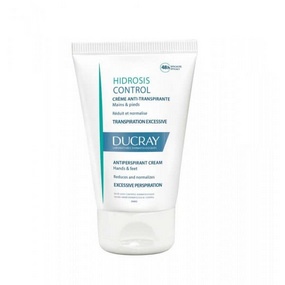 48h
HIDROSIS
CONTROL
CRÈME ANTI-TRANSPIRANTE
Mains & pieds
Réduit et normalise
TRANSPIRATION EXCESSIVE
DUCRAY
ANTIPERSPIRANT CREAM
Hands & feet
Reduces and normalizes
EXCESSIVE PERSPIRATION